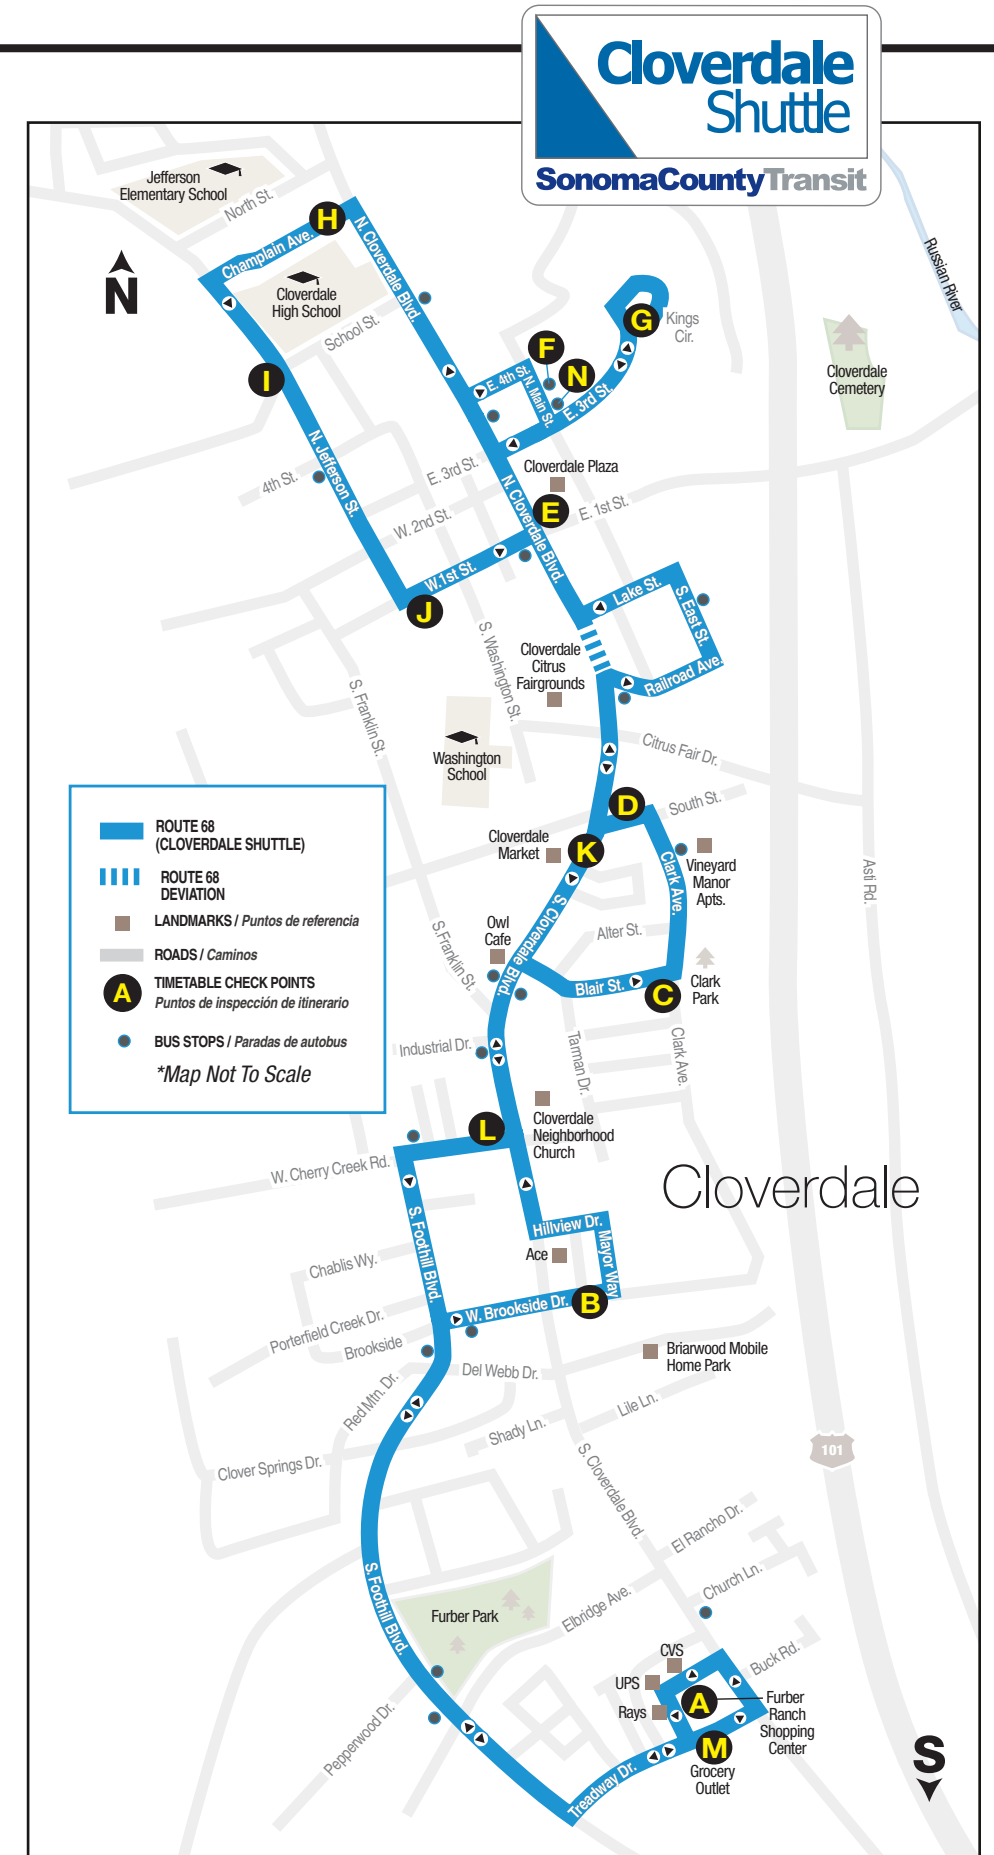 Cloverdale
Shuttle
SonomaCountyTransit
Jefferson
Elementary School
North St.
H
N. Cloverdale Blvd.
Champlain Ave.
N
Cloverdale
High School
School St.
Russian River
G
Kings
Cir.
F
N
E. 4th St.
N. Main St.
E. 3rd St.
Cloverdale
Cemetery
I
N. Jefferson St.
4th St.
E. 3rd St.
Cloverdale Plaza
N. Cloverdale Blvd.
E
E. 1st St.
W. 2nd St.
W.1st St.
J
Lake St.
S. East St.
Railroad Ave.
S. Washington St.
Cloverdale
Citrus
Fairgrounds
S. Franklin St.
Washington
School
Citrus Fair Dr.
D
South St.
Cloverdale
Market
K
Clark Ave.
Vineyard
Manor
Apts.
Asti Rd.
ROUTE 68
(CLOVERDALE SHUTTLE)
ROUTE 68
DEVIATION
LANDMARKS / Puntos de referencia
ROADS / Caminos
A
TIMETABLE CHECK POINTS
Puntos de inspección de itinerario
BUS STOPS / Paradas de autobus
*Map Not To Scale
S. Cloverdale Blvd.
Owl
Cafe
S.Franklin St.
Alter St.
Blair St.
C
Clark
Park
Industrial Dr.
Tarman Dr.
Clark Ave.
Cloverdale
Neighborhood
Church
L
W. Cherry Creek Rd.
Cloverdale
S. Foothill Blvd.
Hillview Dr.
Mayor Way
Ace
Chablis Wy.
W. Brookside Dr.
B
Porterfield Creek Dr.
Brookside
Briarwood Mobile
Home Park
Del Webb Dr.
Red Mtn. Dr.
Lile Ln.
Shady Ln.
Clover Springs Dr.
101
S. Cloverdale Blvd.
El Rancho Dr.
S. Foothill Blvd.
Church Ln.
Elbridge Ave.
Furber Park
CVS
UPS
Rays
Buck Rd.
A
Furber
Ranch
Shopping
Center
Pepperwood Dr.
M
Grocery
Outlet
Treadway Dr.
S